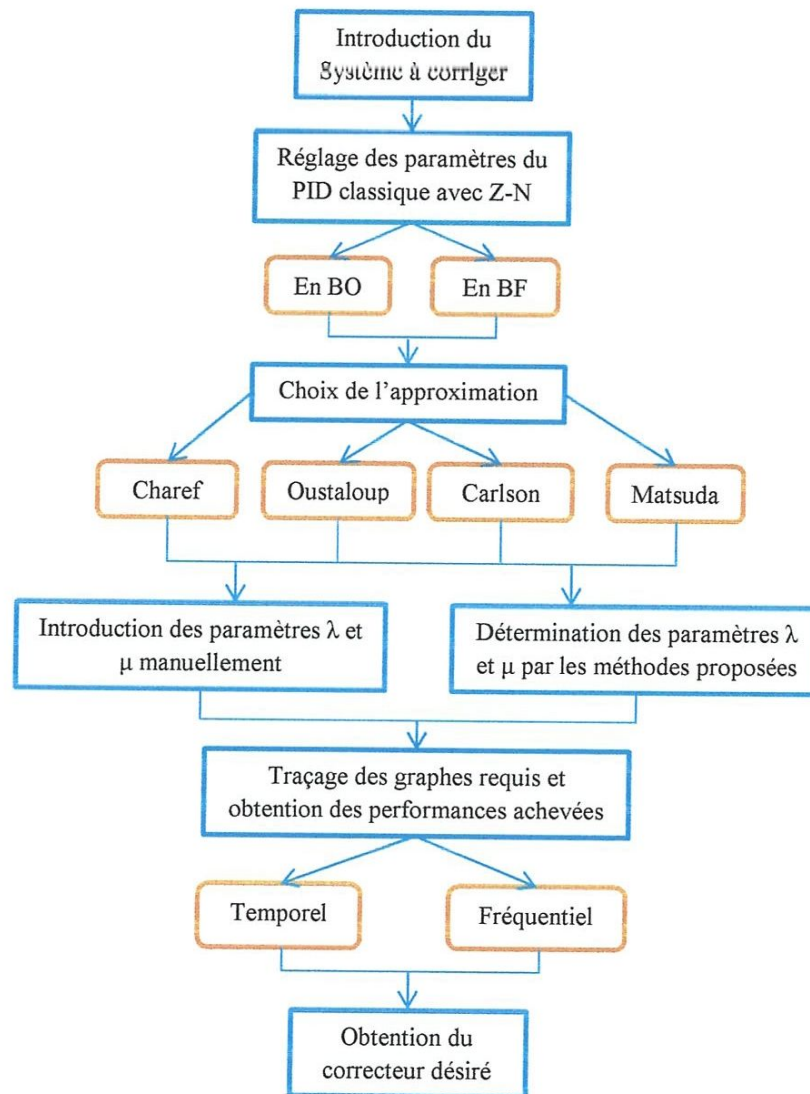 Introduction du
Système à corriger
Réglage des paramètres du
PID classique avec Z-N
En BO
En BF
Choix de l'approximation
Charef
Oustaloup
Carlson
Matsuda
Introduction des paramètres λ et
μ manuellement
Détermination des paramètres λ
et μ par les méthodes proposées
Traçage des graphes requis et
obtention des performances achevées
Temporel
Fréquentiel
Obtention du
correcteur désiré